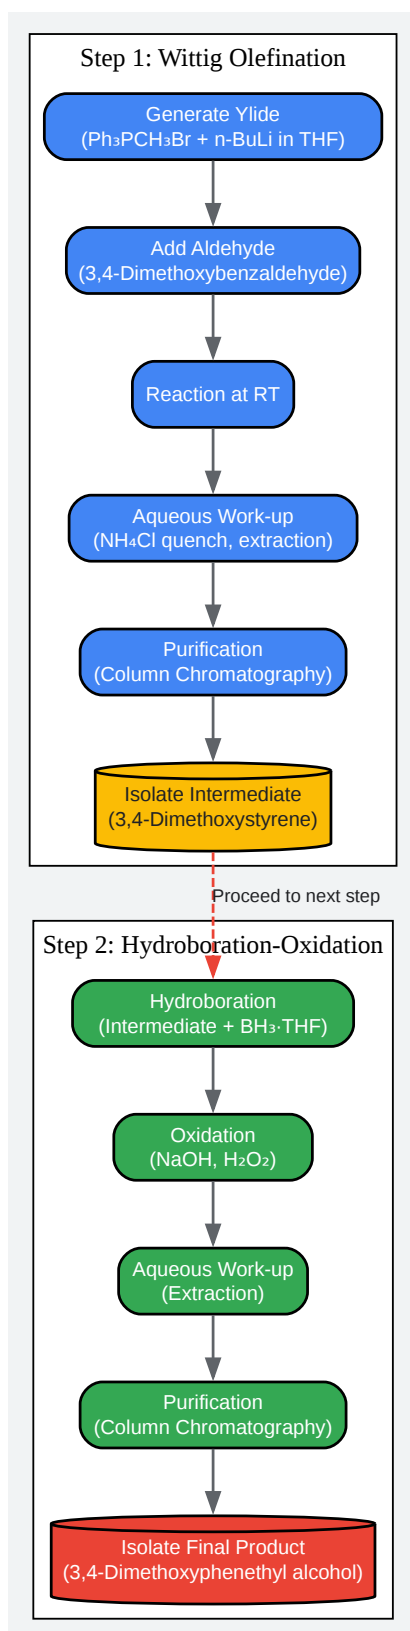 Step 1: Wittig Olefination
Generate Ylide
(Ph₃PCH₃Br + n-BuLi in THF)
Add Aldehyde
(3,4-Dimethoxybenzaldehyde)
Reaction at RT
Aqueous Work-up
(NH₄Cl quench, extraction)
Purification
(Column Chromatography)
Isolate Intermediate
(3,4-Dimethoxystyrene)
Proceed to next step
Step 2: Hydroboration-Oxidation
Hydroboration
(Intermediate + BH₃·THF)
Oxidation
(NaOH, H₂O₂)
Aqueous Work-up
(Extraction)
Purification
(Column Chromatography)
Isolate Final Product
(3,4-Dimethoxyphenethyl alcohol)